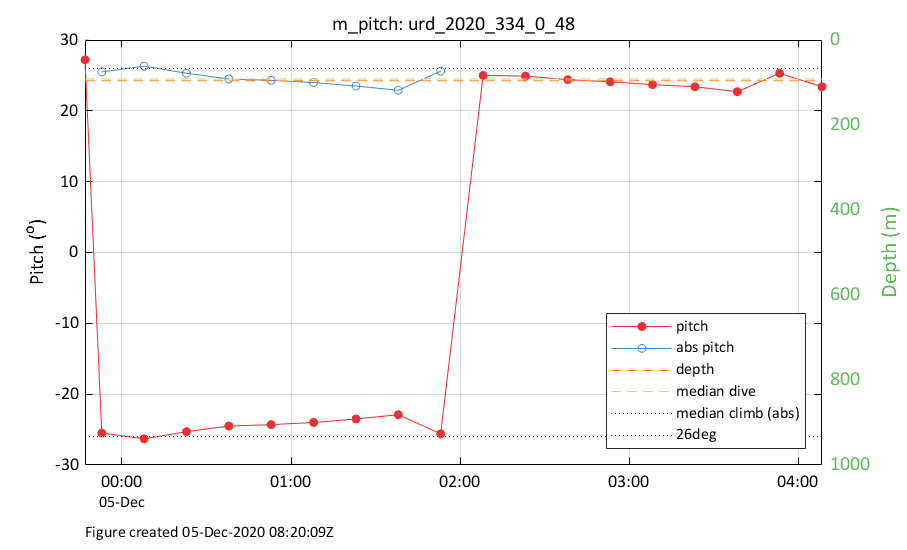 m_pitch: urd_2020_334_0_48
30
20
10
0
-10
-20
-30
Pitch (o)
0
200
400
600
800
1000
Depth (m)
pitch
abs pitch
depth
median dive
median climb (abs)
26deg
00:00
01:00
02:00
03:00
04:00
05-Dec
Figure created 05-Dec-2020 08:20:09Z